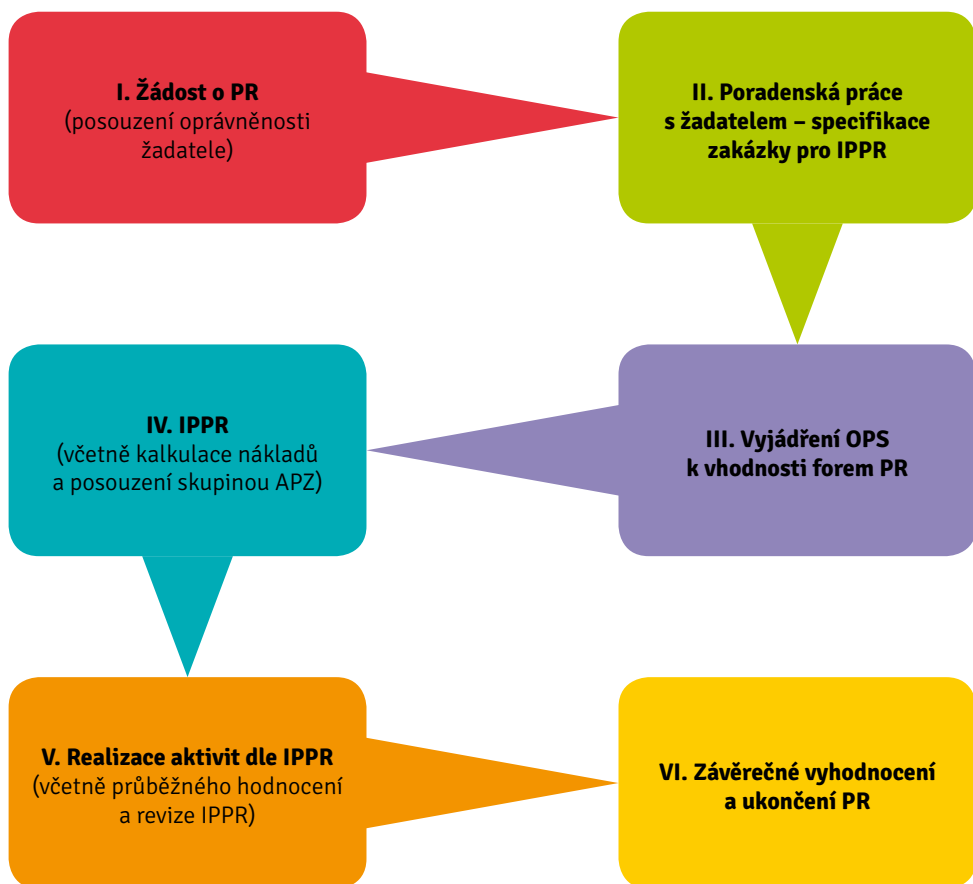 I. Žádost o PR
(posouzení oprávněnosti
žadatele)
II. Poradenská práce
s žadatelem – specifikace
zakázky pro IPPR
III. Vyjádření OPS
k vhodnosti forem PR
IV. IPPR
(včetně kalkulace nákladů
a posouzení skupinou APZ)
V. Realizace aktivit dle IPPR
(včetně průběžného hodnocení
a revize IPPR)
VI. Závěrečné vyhodnocení
a ukončení PR